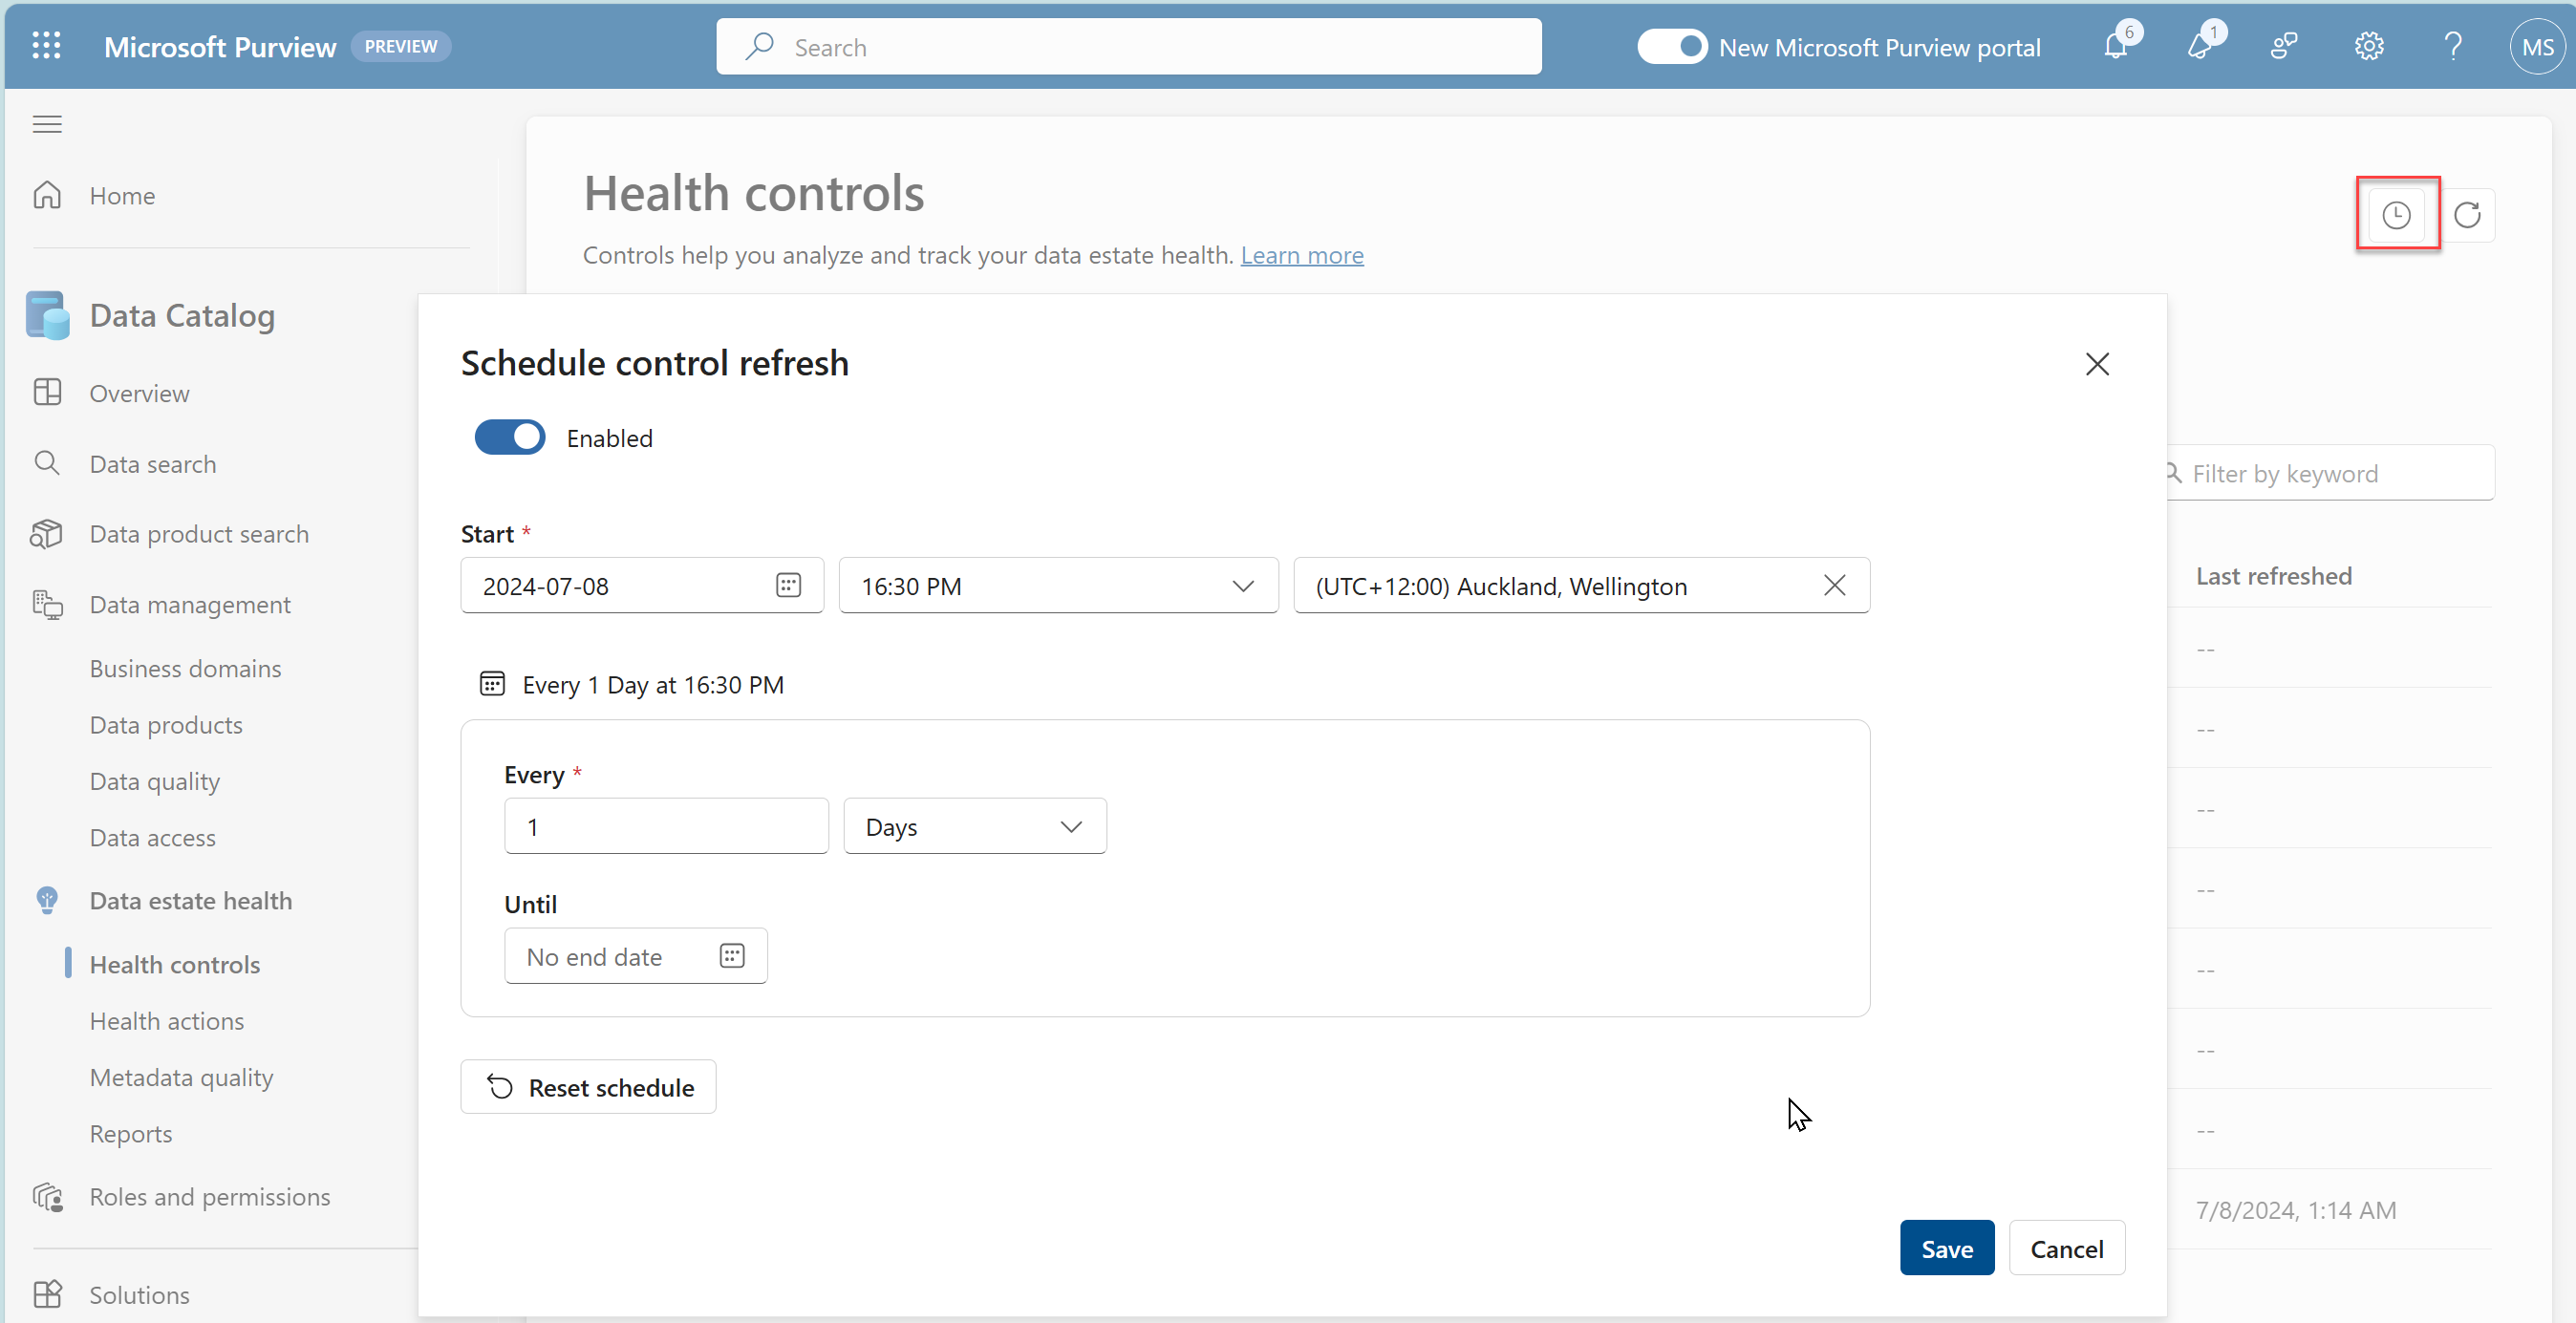 Microsoft Purview PREVIEW
Search
New Microsoft Purview portal
6
1
MS
Home
Data Catalog
Overview
Data search
Data product search
Data management
Business domains
Data products
Data quality
Data access
Data estate health
Health controls
Health actions
Metadata quality
Reports
Roles and permissions
Solutions
Health controls
Controls help you analyze and track your data estate health. Learn more
Filter by keyword
Last refreshed
--
--
--
--
--
--
--
7/8/2024, 1:14 AM
Schedule control refresh
Enabled
Start *
2024-07-08
16:30 PM
(UTC+12:00) Auckland, Wellington
Every 1 Day at 16:30 PM
Every *
1
Days
Until
No end date
Reset schedule
Save
Cancel